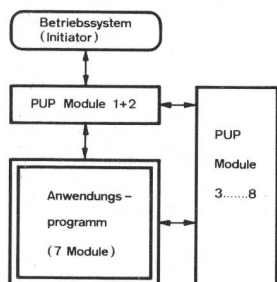 Betriebssystem
(Initiator)
PUP Module 1+2
PUP
Module
3......8
Anwendungs-
programm
(7 Module)